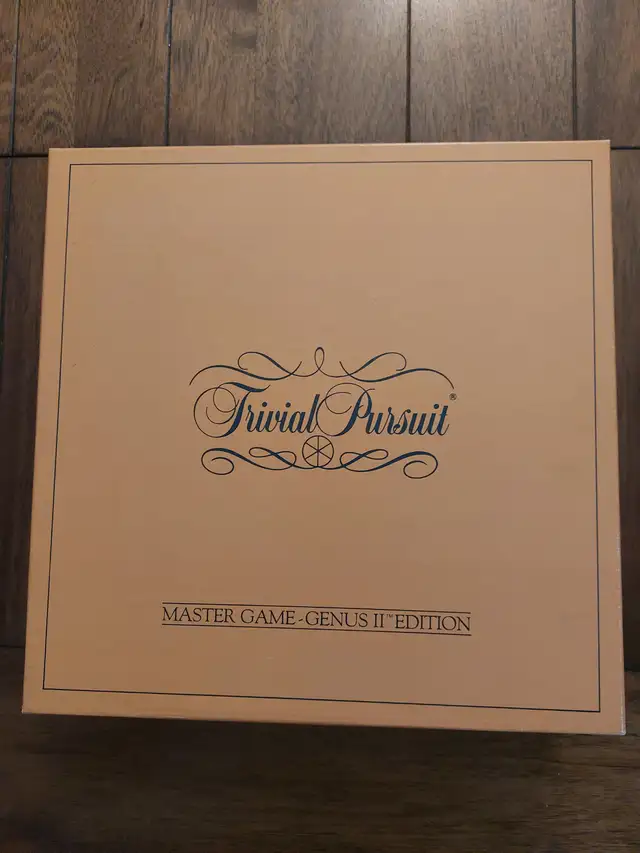 Trivial Pursuit®
MASTER GAME-GENUS II™ EDITION